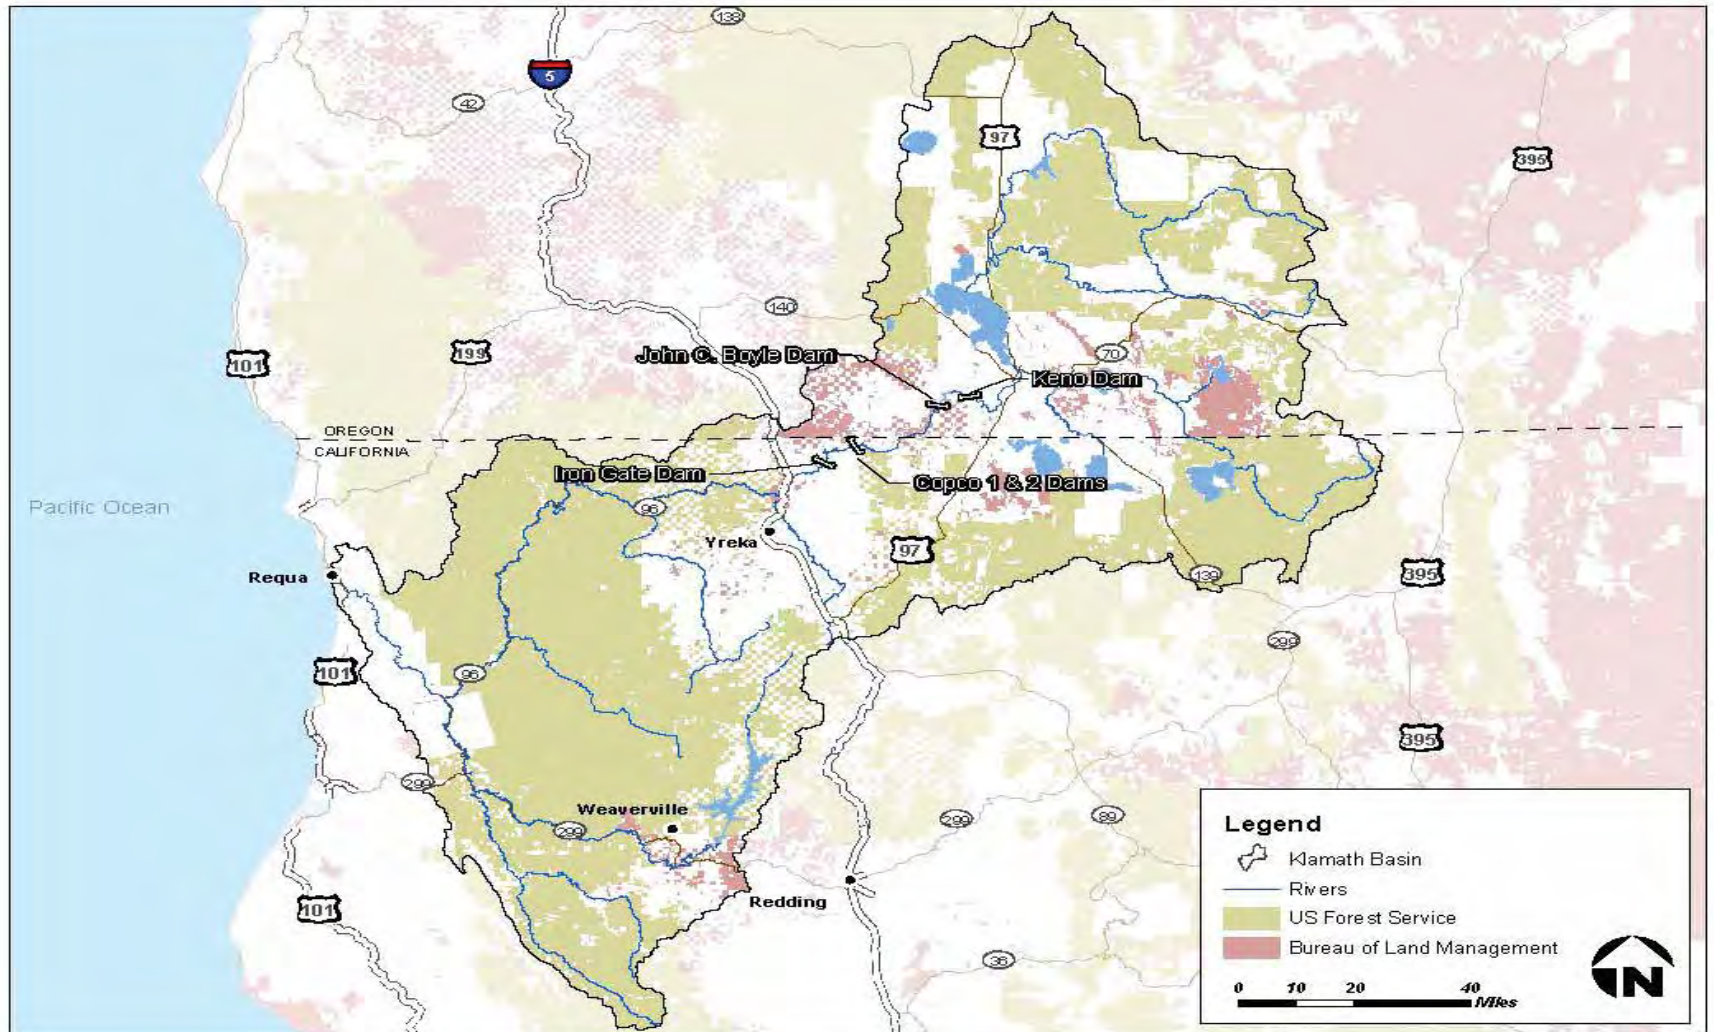 138
5
42
97
395
140
John C. Boyle Dam
199
101
70
Keno Dam
OREGON
CALIFORNIA
Iron Gate Dam
Copco 1 & 2 Dams
Pacific Ocean
96
Yreka
97
Requa
139
395
299
101
96
395
299
Weaverville
299
299
89
Redding
101
36
Legend
Klamath Basin
Rivers
US Forest Service
Bureau of Land Management
0 10 20 40
Miles
N